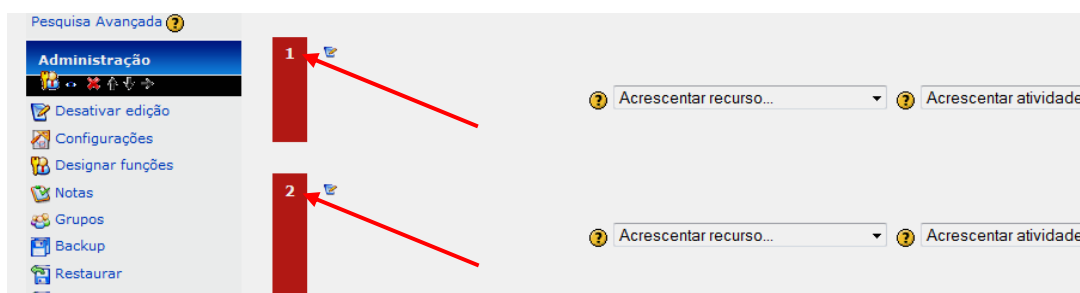 Pesquisa Avançada
Administração
Desativar edição
Configurações
Designar funções
Notas
Grupos
Backup
Restaurar
1
Acrescentar recurso...
Acrescentar atividade
2
Acrescentar recurso...
Acrescentar atividade